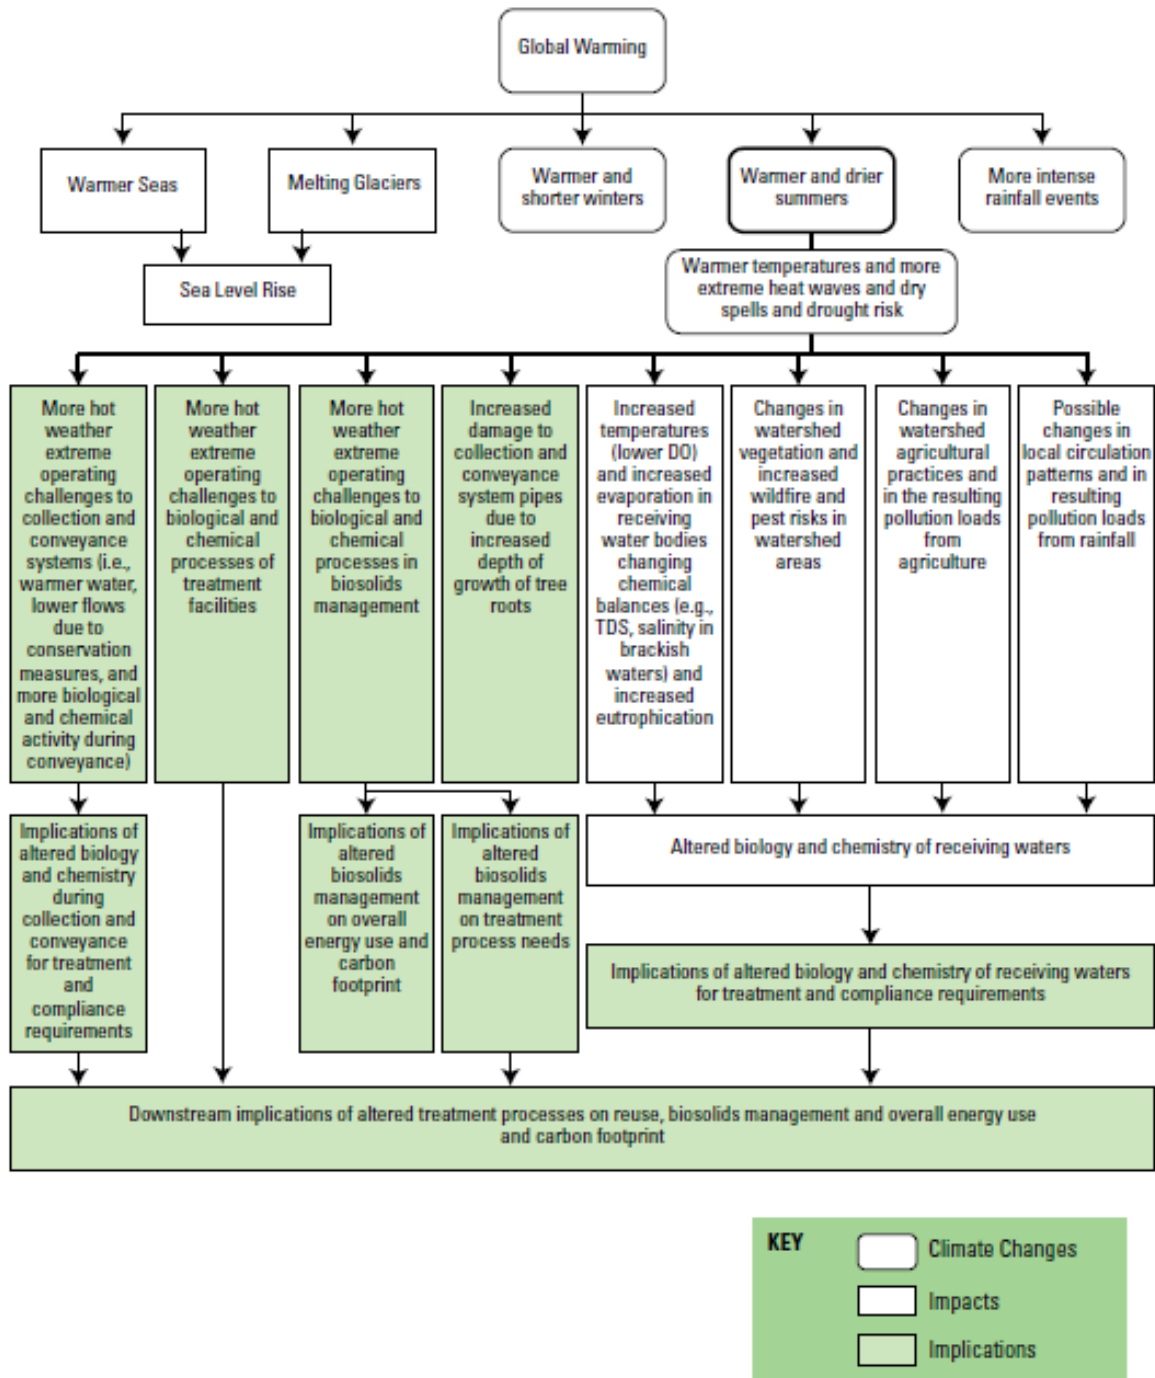 Global Warming
Warmer Seas
Melting Glaciers
Warmer and
shorter winters
Warmer and drier
summers
More intense
rainfall events
Sea Level Rise
Warmer temperatures and more
extreme heat waves and dry
spells and drought risk
More hot
weather
extreme
operating
challenges to
collection and
conveyance
systems (i.e.,
warmer water,
lower flows
due to
conservation
measures, and
more biological
and chemical
activity during
conveyance)
More hot
weather
extreme
operating
challenges to
biological and
chemical
processes of
treatment
facilities
More hot
weather
extreme
operating
challenges to
biological and
chemical
processes in
biosolids
management
Increased
damage to
collection and
conveyance
system pipes
due to
increased
depth of
growth of tree
roots
Increased
temperatures
(lower DO)
and increased
evaporation in
receiving
water bodies
changing
chemical
balances (e.g.,
TDS, salinity in
brackish
waters) and
increased
eutrophication
Changes in
watershed
vegetation and
increased
wildfire and
pest risks in
watershed
areas
Changes in
watershed
agricultural
practices and
in the resulting
pollution loads
from
agriculture
Possible
changes in
local circulation
patterns and in
resulting
pollution loads
from rainfall
Implications of
altered biology
and chemistry
during
collection and
conveyance
for treatment
and
compliance
requirements
Implications of
altered
biosolids
management
on overall
energy use and
carbon
footprint
Implications of
altered
biosolids
management
on treatment
process needs
Altered biology and chemistry of receiving waters
Implications of altered biology and chemistry of receiving waters
for treatment and compliance requirements
Downstream implications of altered treatment processes on reuse, biosolids management and overall energy use
and carbon footprint
KEY
Climate Changes
Impacts
Implications